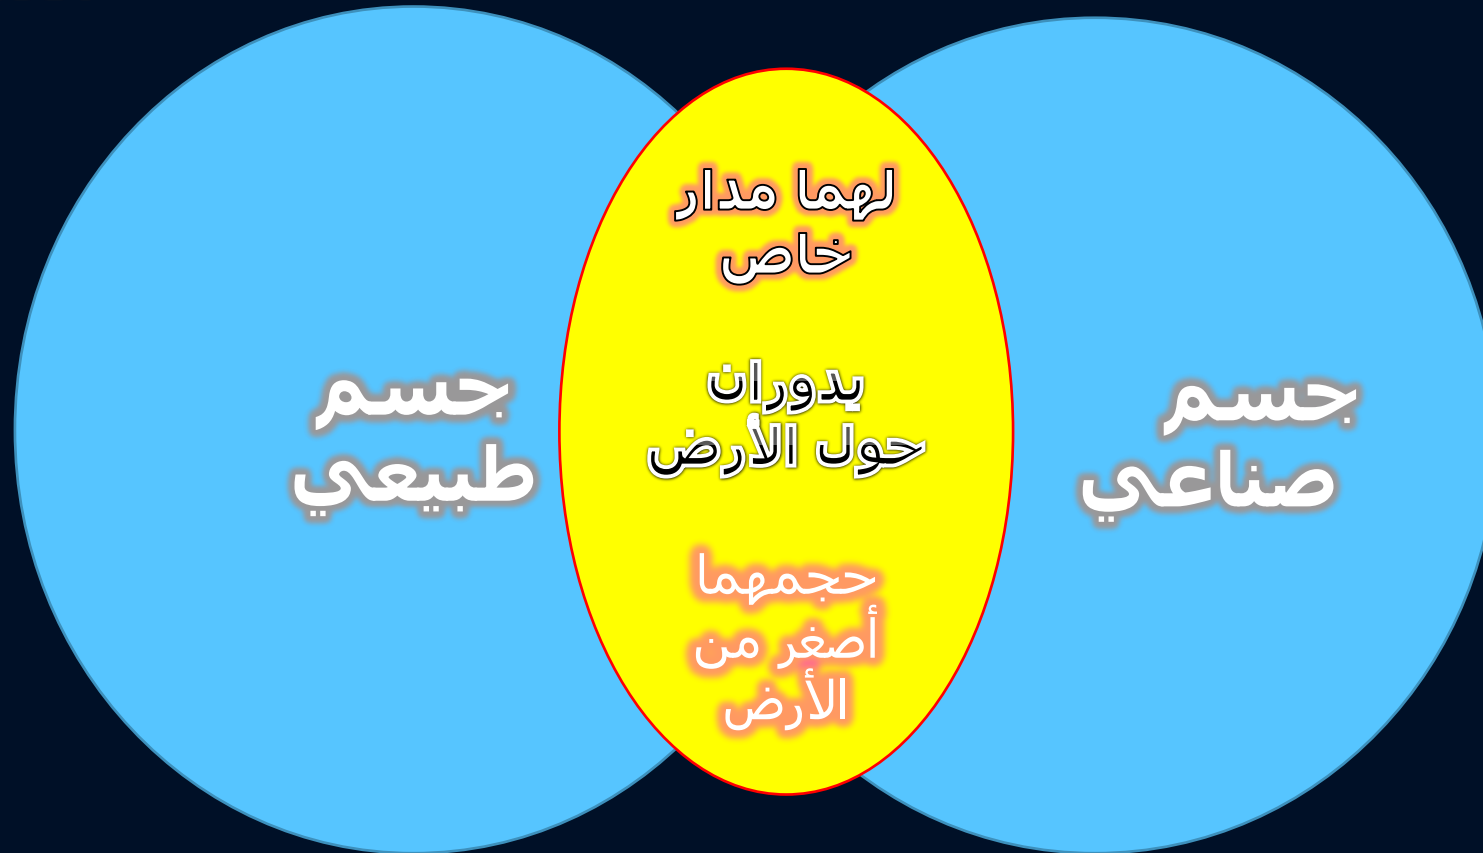 جسم
صناعي
لهما مدار
خاص
يدوران
حول الأرض
حجمهما
أصغر من
الأرض
جسم
طبيعي